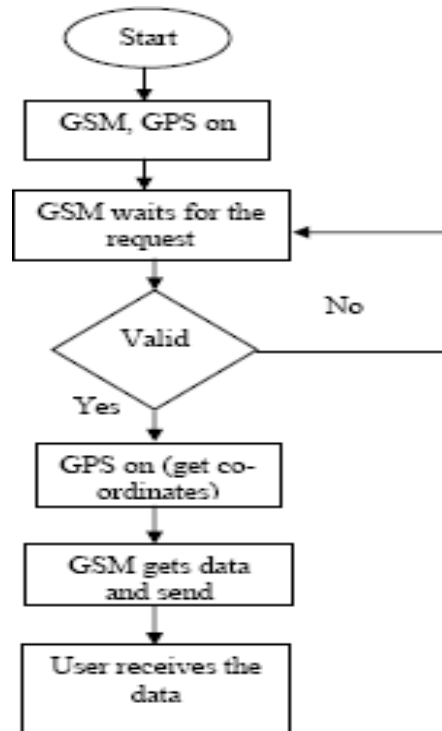 Start
GSM, GPS on
GSM waits for the
request
Valid
No
Yes
GPS on (get co-
ordinates)
GSM gets data
and send
User receives the
data